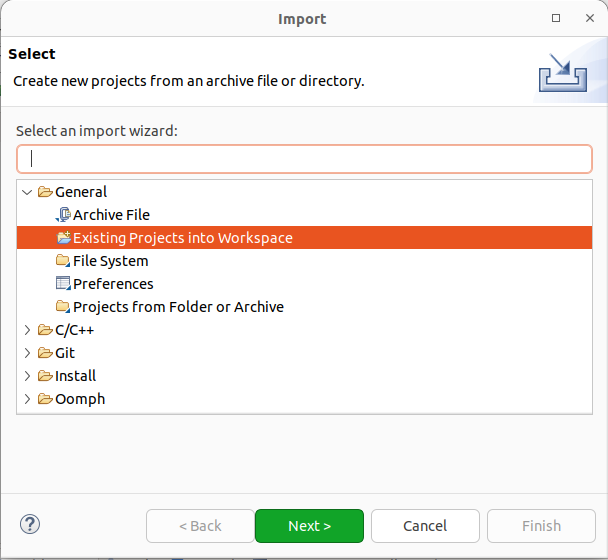 Import
Select
Create new projects from an archive file or directory.
Select an import wizard:
General
Archive File
Existing Projects into Workspace
File System
Preferences
Projects from Folder or Archive
C/C++
Git
Install
Oomph
?
< Back
Next >
Cancel
Finish